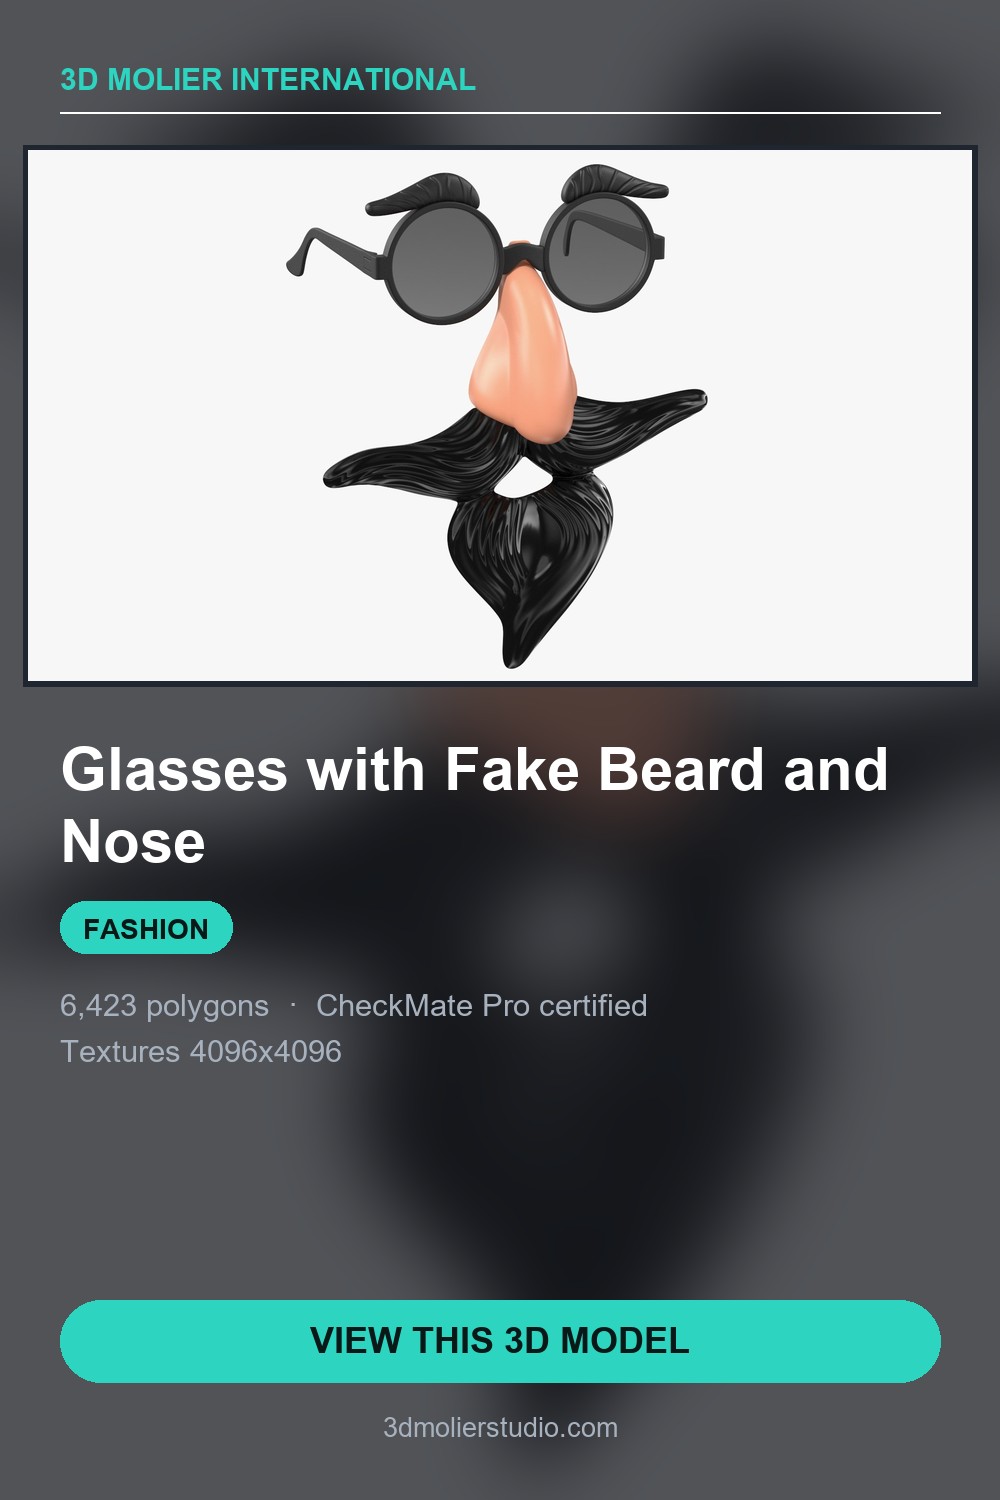 3D MOLIER INTERNATIONAL
Glasses with Fake Beard and
Nose
FASHION
6,423 polygons · CheckMate Pro certified
Textures 4096x4096
VIEW THIS 3D MODEL
3dmolierstudio.com